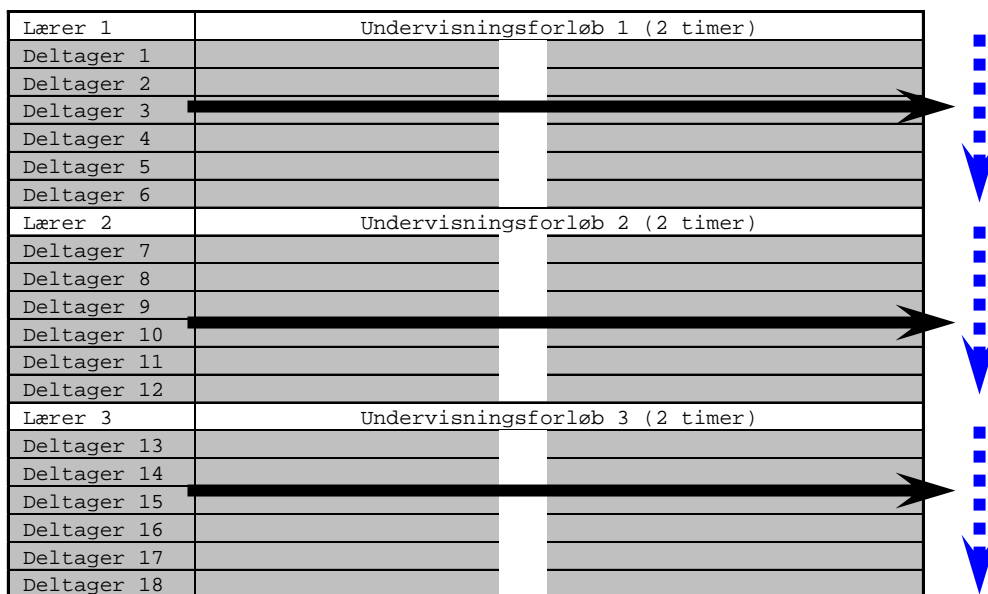 Lærer 1 Undervisningsforløb 1 (2 timer)
Deltager 1
Deltager 2
Deltager 3
Deltager 4
Deltager 5
Deltager 6
Lærer 2 Undervisningsforløb 2 (2 timer)
Deltager 7
Deltager 8
Deltager 9
Deltager 10
Deltager 11
Deltager 12
Lærer 3 Undervisningsforløb 3 (2 timer)
Deltager 13
Deltager 14
Deltager 15
Deltager 16
Deltager 17
Deltager 18